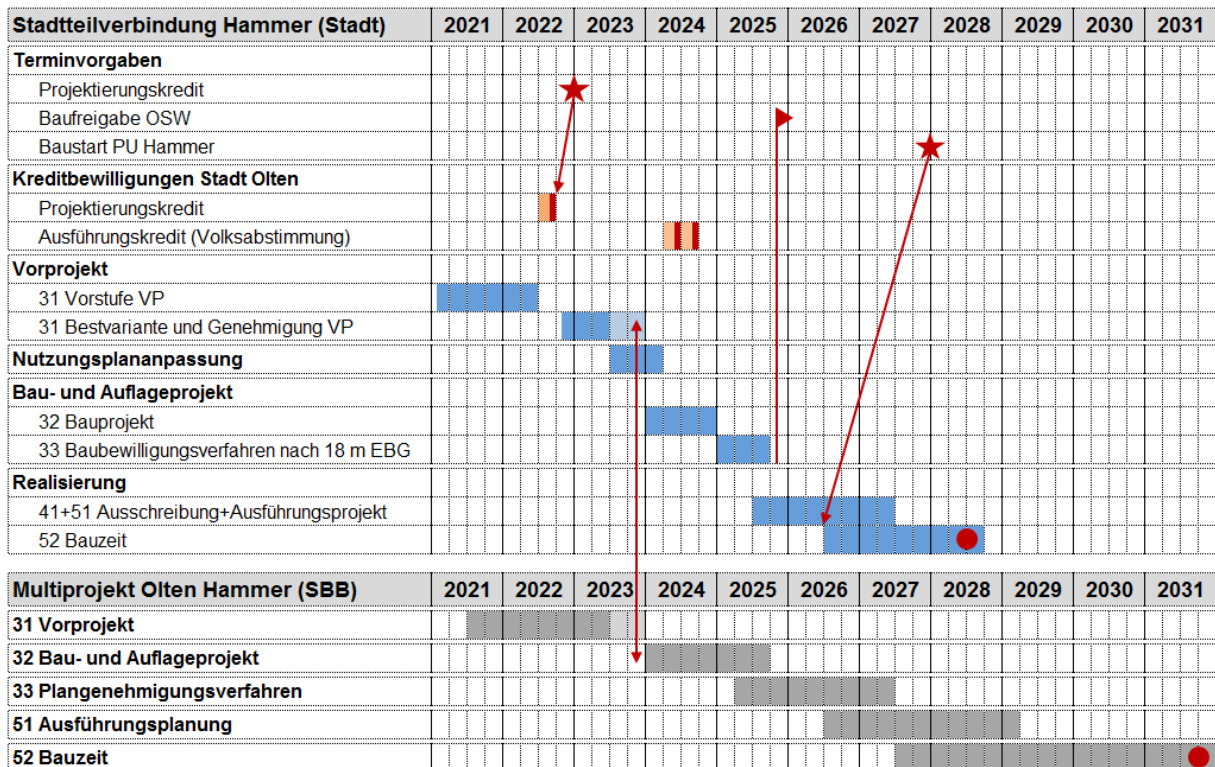 Stadtteilverbindung Hammer (Stadt) 2021 2022 2023 2024 2025 2026 2027 2028 2029 2030 2031
Terminvorgaben
Projektierungskredit
Baufreigabe OSW
Baustart PU Hammer
Kreditbewilligungen Stadt Olten
Projektierungskredit
Ausführungskredit (Volksabstimmung)
Vorprojekt
31 Vorstufe VP
31 Bestvariante und Genehmigung VP
Nutzungsplananpassung
Bau- und Auflageprojekt
32 Bauprojekt
33 Baubewilligungsverfahren nach 18 m EBG
Realisierung
41+51 Ausschreibung+Ausführungsprojekt
52 Bauzeit
Multiprojekt Olten Hammer (SBB) 2021 2022 2023 2024 2025 2026 2027 2028 2029 2030 2031
31 Vorprojekt
32 Bau- und Auflageprojekt
33 Plangenehmigungsverfahren
51 Ausführungsplanung
52 Bauzeit